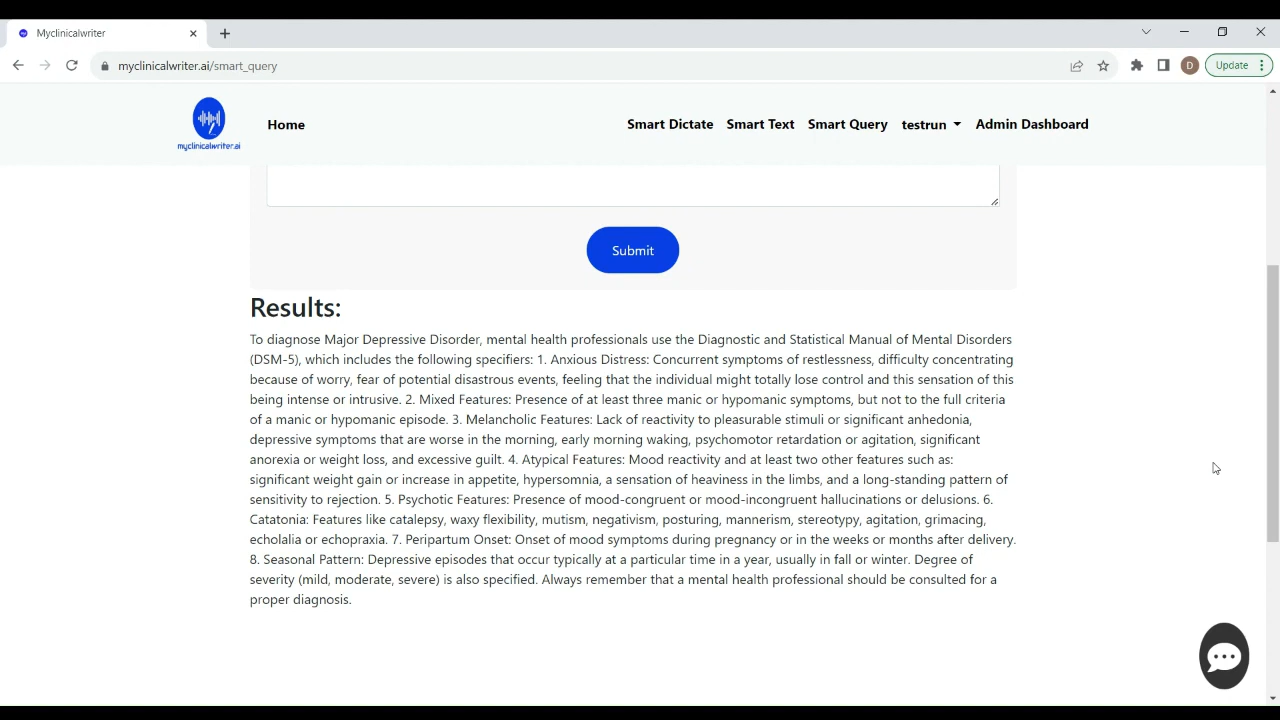 Myclinicalwriter
myclinicalwriter.ai/smart_query
D
Update
myclinicalwriter.ai
Home
Smart Dictate
Smart Text
Smart Query
testrun
Admin Dashboard
Submit
Results:
To diagnose Major Depressive Disorder, mental health professionals use the Diagnostic and Statistical Manual of Mental Disorders
(DSM-5), which includes the following specifiers: 1. Anxious Distress: Concurrent symptoms of restlessness, difficulty concentrating
because of worry, fear of potential disastrous events, feeling that the individual might totally lose control and this sensation of this
being intense or intrusive. 2. Mixed Features: Presence of at least three manic or hypomanic symptoms, but not to the full criteria
of a manic or hypomanic episode. 3. Melancholic Features: Lack of reactivity to pleasurable stimuli or significant anhedonia,
depressive symptoms that are worse in the morning, early morning waking, psychomotor retardation or agitation, significant
anorexia or weight loss, and excessive guilt. 4. Atypical Features: Mood reactivity and at least two other features such as:
significant weight gain or increase in appetite, hypersomnia, a sensation of heaviness in the limbs, and a long-standing pattern of
sensitivity to rejection. 5. Psychotic Features: Presence of mood-congruent or mood-incongruent hallucinations or delusions. 6.
Catatonia: Features like catalepsy, waxy flexibility, mutism, negativism, posturing, mannerism, stereotypy, agitation, grimacing,
echolalia or echopraxia. 7. Peripartum Onset: Onset of mood symptoms during pregnancy or in the weeks or months after delivery.
8. Seasonal Pattern: Depressive episodes that occur typically at a particular time in a year, usually in fall or winter. Degree of
severity (mild, moderate, severe) is also specified. Always remember that a mental health professional should be consulted for a
proper diagnosis.